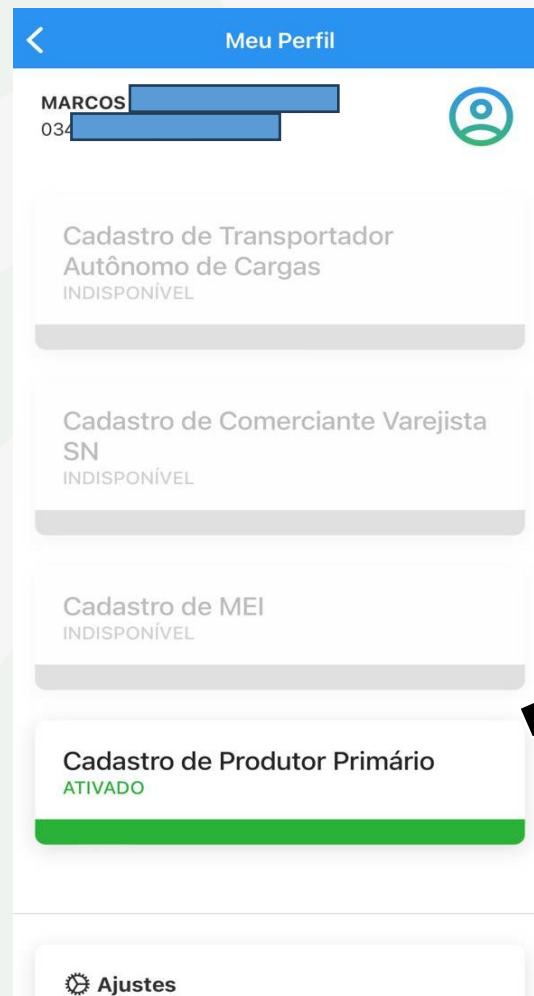 Meu Perfil
MARCOS
034
Cadastro de Transportador
Autônomo de Cargas
INDISPONÍVEL
Cadastro de Comerciante Varejista
SN
INDISPONÍVEL
Cadastro de MEI
INDISPONÍVEL
Cadastro de Produtor Primário
ATIVADO
Ajustes